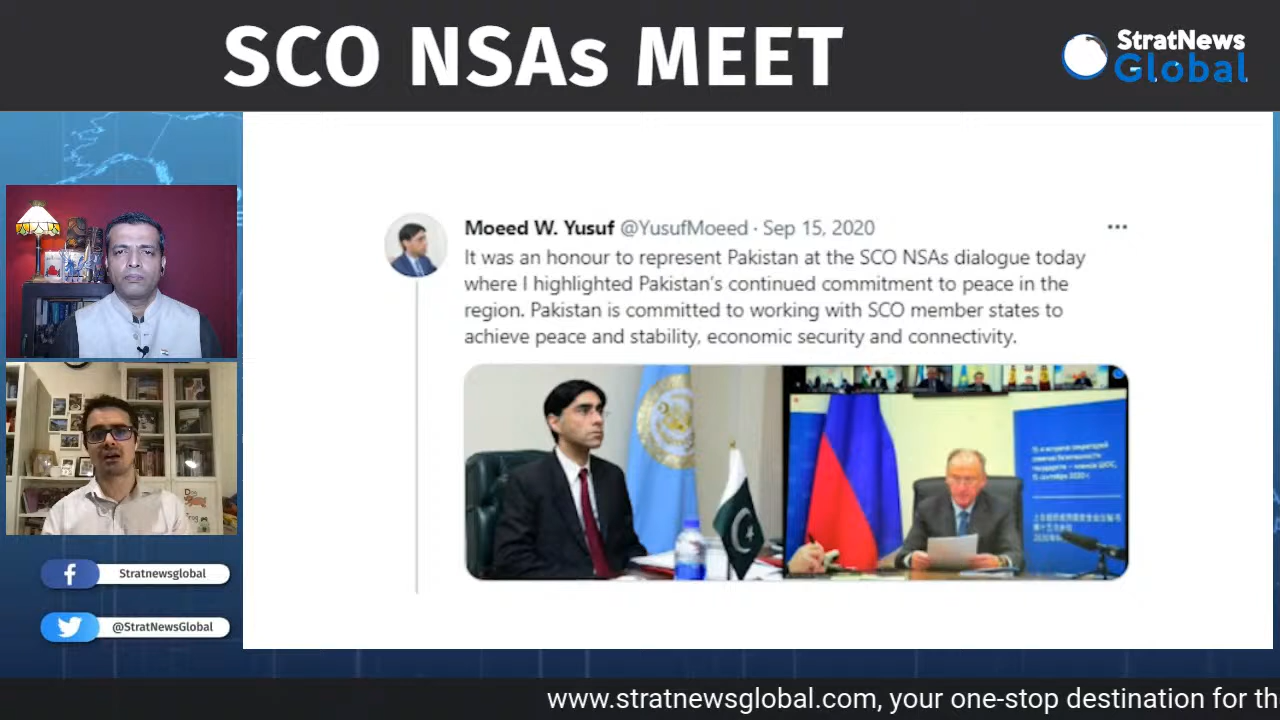 SCO NSAs MEET
StratNews
Global
Moeed W. Yusuf @YusufMoeed · Sep 15, 2020
It was an honour to represent Pakistan at the SCO NSAs dialogue today
where I highlighted Pakistan's continued commitment to peace in the
region. Pakistan is committed to working with SCO member states to
achieve peace and stability, economic security and connectivity.
Stratnewsglobal
@StratNewsGlobal
www.stratnewsglobal.com, your one-stop destination for th